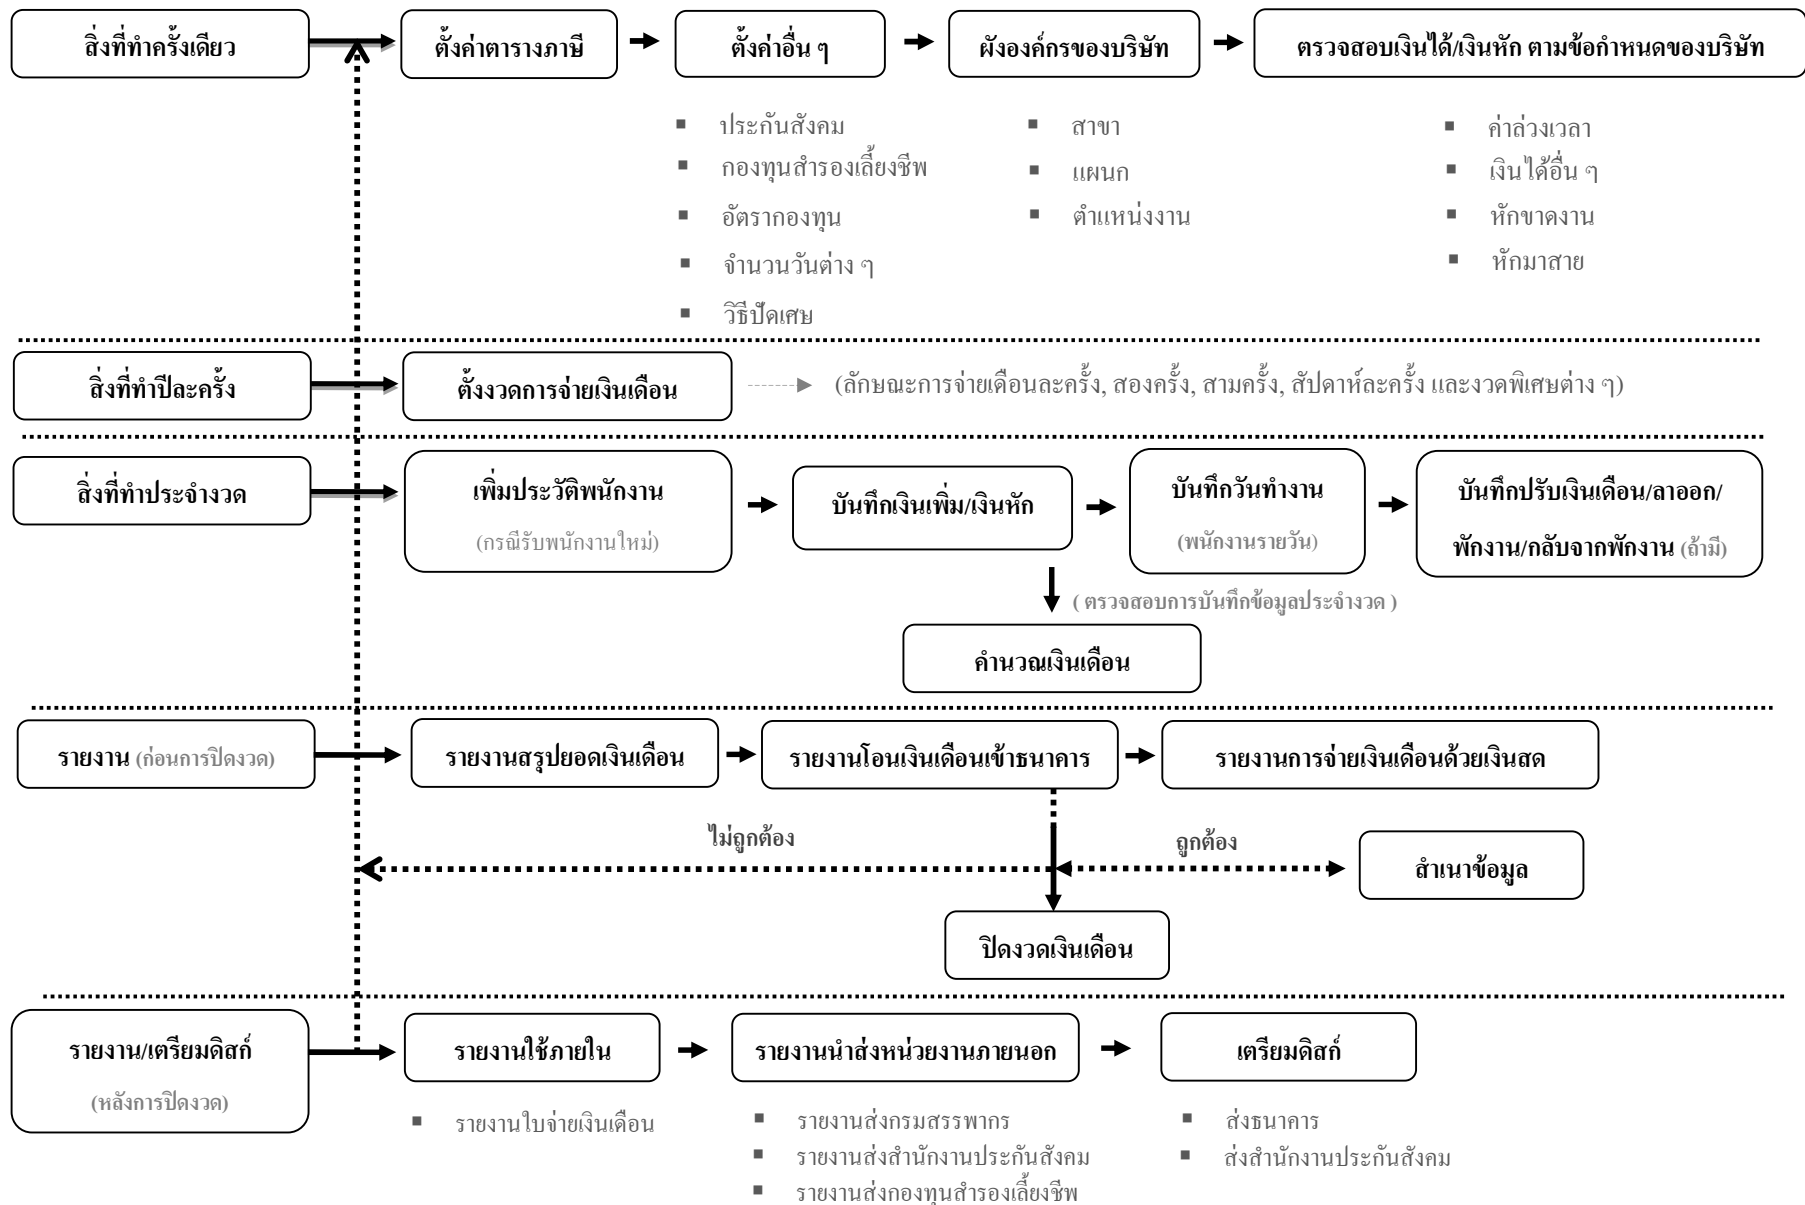 สิ่งที่ทำครั้งเดียว
ตั้งค่าตารางภาษี
ตั้งค่าอื่น ๆ
ผังองค์กรของบริษัท
ตรวจสอบเงินได้/เงินหัก ตามข้อกำหนดของบริษัท
▪ ประกันสังคม
▪ กองทุนสำรองเลี้ยงชีพ
▪ อัตรากองทุน
▪ จำนวนวันต่าง ๆ
▪ วิธีปัดเศษ
▪ สาขา
▪ แผนก
▪ ตำแหน่งงาน
▪ ค่าล่วงเวลา
▪ เงินได้อื่น ๆ
▪ หักขาดงาน
▪ หักมาสาย
สิ่งที่ทำปีละครั้ง
ตั้งงวดการจ่ายเงินเดือน
(ลักษณะการจ่ายเดือนละครั้ง, สองครั้ง, สามครั้ง, สัปดาห์ละครั้ง และงวดพิเศษต่าง ๆ)
สิ่งที่ทำประจำงวด
เพิ่มประวัติพนักงาน
(กรณีรับพนักงานใหม่)
บันทึกเงินเพิ่ม/เงินหัก
บันทึกวันทำงาน
(พนักงานรายวัน)
บันทึกปรับเงินเดือน/ลาออก/
พักงาน/กลับจากพักงาน (ถ้ามี)
( ตรวจสอบการบันทึกข้อมูลประจำงวด )
คำนวณเงินเดือน
รายงาน (ก่อนการปิดงวด)
รายงานสรุปยอดเงินเดือน
รายงานโอนเงินเดือนเข้าธนาคาร
รายงานการจ่ายเงินเดือนด้วยเงินสด
ไม่ถูกต้อง
ถูกต้อง
สำเนาข้อมูล
ปิดงวดเงินเดือน
รายงาน/เตรียมดิสก์
(หลังการปิดงวด)
รายงานใช้ภายใน
รายงานนำส่งหน่วยงานภายนอก
เตรียมดิสก์
▪ รายงานใบจ่ายเงินเดือน
▪ รายงานส่งกรมสรรพากร
▪ รายงานส่งสำนักงานประกันสังคม
▪ รายงานส่งกองทุนสำรองเลี้ยงชีพ
▪ ส่งธนาคาร
▪ ส่งสำนักงานประกันสังคม